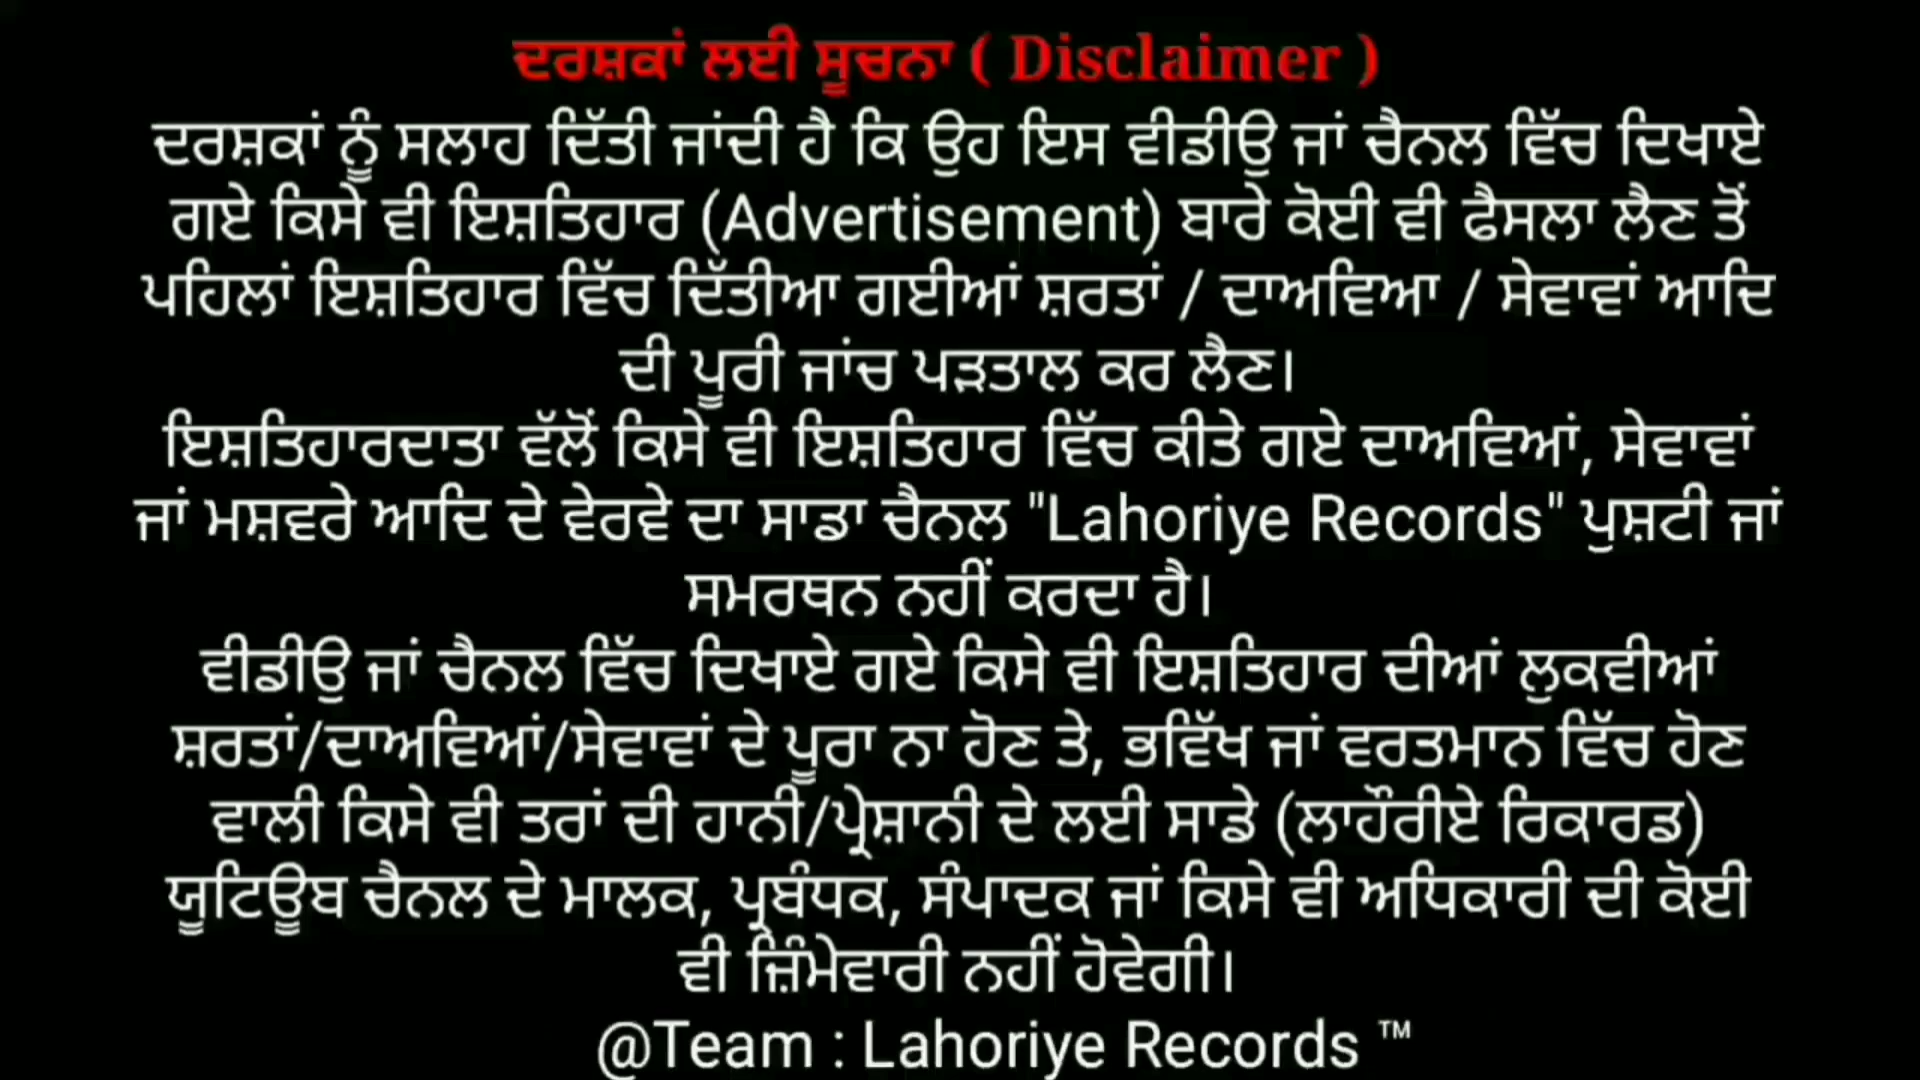 ਦਰਸ਼ਕਾਂ ਲਈ ਸੂਚਨਾ ( Disclaimer )
ਦਰਸ਼ਕਾਂ ਨੂੰ ਸਲਾਹ ਦਿੱਤੀ ਜਾਂਦੀ ਹੈ ਕਿ ਉਹ ਇਸ ਵੀਡੀਉ ਜਾਂ ਚੈਨਲ ਵਿੱਚ ਦਿਖਾਏ
ਗਏ ਕਿਸੇ ਵੀ ਇਸ਼ਤਿਹਾਰ (Advertisement) ਬਾਰੇ ਕੋਈ ਵੀ ਫੈਸਲਾ ਲੈਣ ਤੋਂ
ਪਹਿਲਾਂ ਇਸ਼ਤਿਹਾਰ ਵਿੱਚ ਦਿੱਤੀਆ ਗਈਆਂ ਸ਼ਰਤਾਂ / ਦਾਅਵਿਆ / ਸੇਵਾਵਾਂ ਆਦਿ
ਦੀ ਪੂਰੀ ਜਾਂਚ ਪੜਤਾਲ ਕਰ ਲੈਣ।
ਇਸ਼ਤਿਹਾਰਦਾਤਾ ਵੱਲੋਂ ਕਿਸੇ ਵੀ ਇਸ਼ਤਿਹਾਰ ਵਿੱਚ ਕੀਤੇ ਗਏ ਦਾਅਵਿਆਂ, ਸੇਵਾਵਾਂ
ਜਾਂ ਮਸ਼ਵਰੇ ਆਦਿ ਦੇ ਵੇਰਵੇ ਦਾ ਸਾਡਾ ਚੈਨਲ "Lahoriye Records" ਪੁਸ਼ਟੀ ਜਾਂ
ਸਮਰਥਨ ਨਹੀਂ ਕਰਦਾ ਹੈ।
ਵੀਡੀਉ ਜਾਂ ਚੈਨਲ ਵਿੱਚ ਦਿਖਾਏ ਗਏ ਕਿਸੇ ਵੀ ਇਸ਼ਤਿਹਾਰ ਦੀਆਂ ਲੁਕਵੀਆਂ
ਸ਼ਰਤਾਂ/ਦਾਅਵਿਆਂ/ਸੇਵਾਵਾਂ ਦੇ ਪੂਰਾ ਨਾ ਹੋਣ ਤੇ, ਭਵਿੱਖ ਜਾਂ ਵਰਤਮਾਨ ਵਿੱਚ ਹੋਣ
ਵਾਲੀ ਕਿਸੇ ਵੀ ਤਰਾਂ ਦੀ ਹਾਨੀ/ਪ੍ਰੇਸ਼ਾਨੀ ਦੇ ਲਈ ਸਾਡੇ (ਲਾਹੌਰੀਏ ਰਿਕਾਰਡ)
ਯੂਟਿਊਬ ਚੈਨਲ ਦੇ ਮਾਲਕ, ਪ੍ਰਬੰਧਕ, ਸੰਪਾਦਕ ਜਾਂ ਕਿਸੇ ਵੀ ਅਧਿਕਾਰੀ ਦੀ ਕੋਈ
ਵੀ ਜ਼ਿੰਮੇਵਾਰੀ ਨਹੀਂ ਹੋਵੇਗੀ।
@Team : Lahoriye Records ™